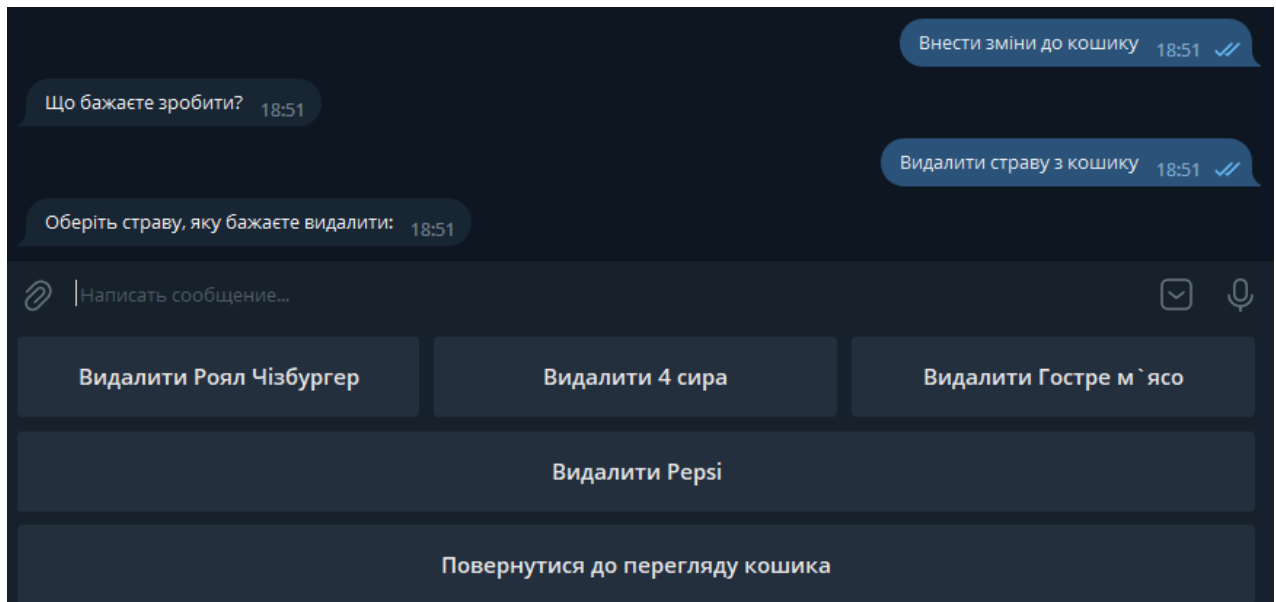 Внести зміни до кошику 18:51
Що бажаєте зробити? 18:51
Видалити страву з кошику 18:51
Оберіть страву, яку бажаєте видалити: 18:51
Написать сообщение...
Видалити Роял Чізбургер Видалити 4 сира Видалити Гостре м`ясо
Видалити Pepsi
Повернутися до перегляду кошика